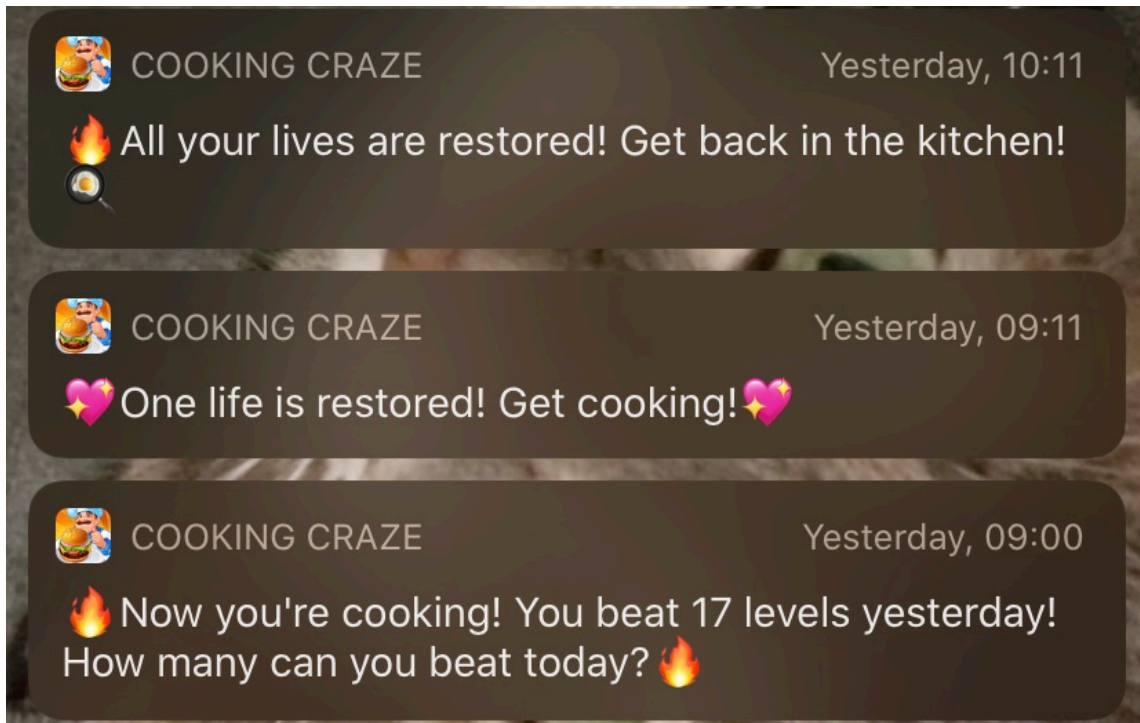 COOKING CRAZE
Yesterday, 10:11
🔥All your lives are restored! Get back in the kitchen!
🍳
COOKING CRAZE
Yesterday, 09:11
💖One life is restored! Get cooking!💖
COOKING CRAZE
Yesterday, 09:00
🔥Now you're cooking! You beat 17 levels yesterday!
How many can you beat today?🔥